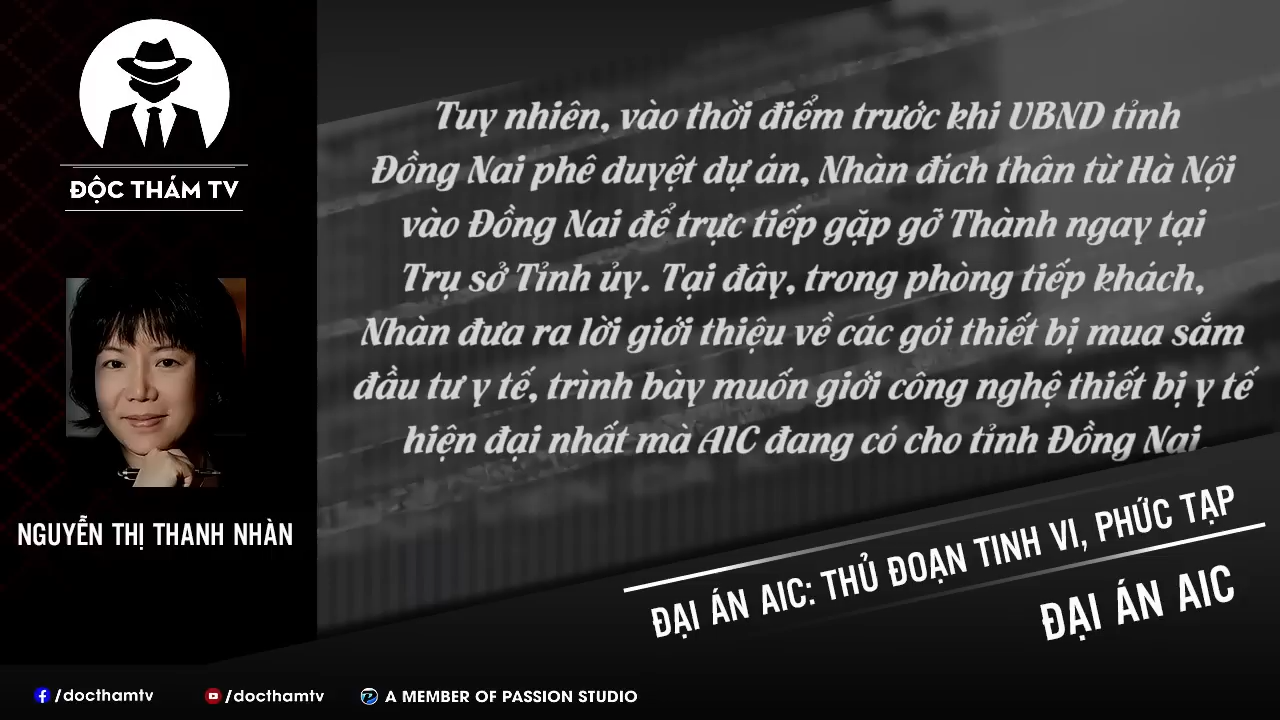 ĐỘC THÁM TV
NGUYỄN THỊ THANH NHÀN
Tuy nhiên, vào thời điểm trước khi UBND tỉnh
Đồng Nai phê duyệt dự án, Nhàn đích thân từ Hà Nội
vào Đồng Nai để trực tiếp gặp gỡ Thành ngay tại
Trụ sở Tỉnh ủy. Tại đây, trong phòng tiếp khách,
Nhàn đưa ra lời giới thiệu về các gói thiết bị mua sắm
đầu tư y tế, trình bày muốn giới công nghệ thiết bị y tế
hiện đại nhất mà AIC đang có cho tỉnh Đồng Nai.
ĐẠI ÁN AIC: THỦ ĐOẠN TINH VI, PHỨC TẠP
ĐẠI ÁN AIC
/docthamtv
/docthamtv
A MEMBER OF PASSION STUDIO